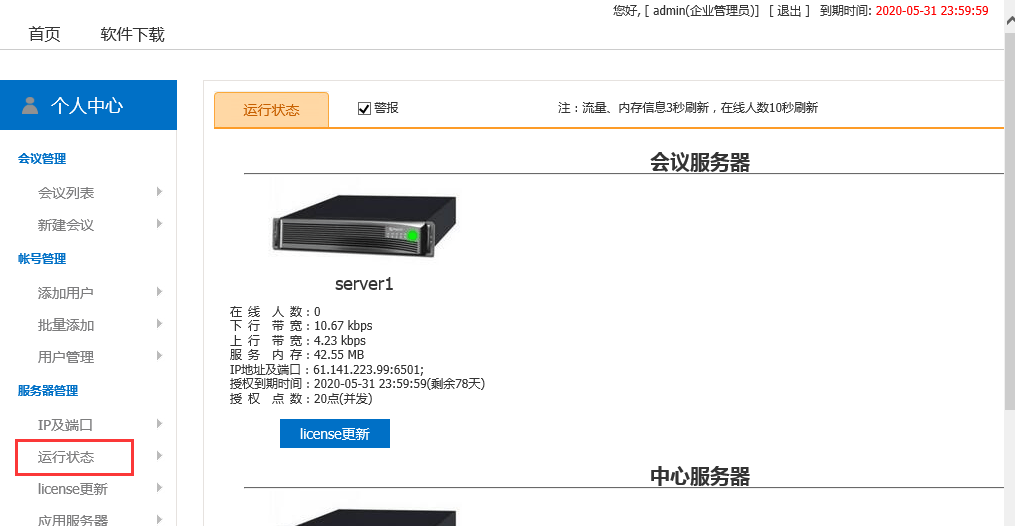 您好, [ admin(企业管理员)] [ 退出 ] 到期时间: 2020-05-31 23:59:59
首页 软件下载
个人中心
会议管理
会议列表
新建会议
帐号管理
添加用户
批量添加
用户管理
服务器管理
IP及端口
运行状态
license更新
应用服务器
运行状态 警报 注：流量、内存信息3秒刷新，在线人数10秒刷新
会议服务器
server1
在 线 人 数：0
下 行 带 宽：10.67 kbps
上 行 带 宽：4.23 kbps
服 务 内 存：42.55 MB
IP地址及端口：61.141.223.99:6501;
授权到期时间：2020-05-31 23:59:59(剩余78天)
授 权 点 数：20点(并发)
license更新
中心服务器